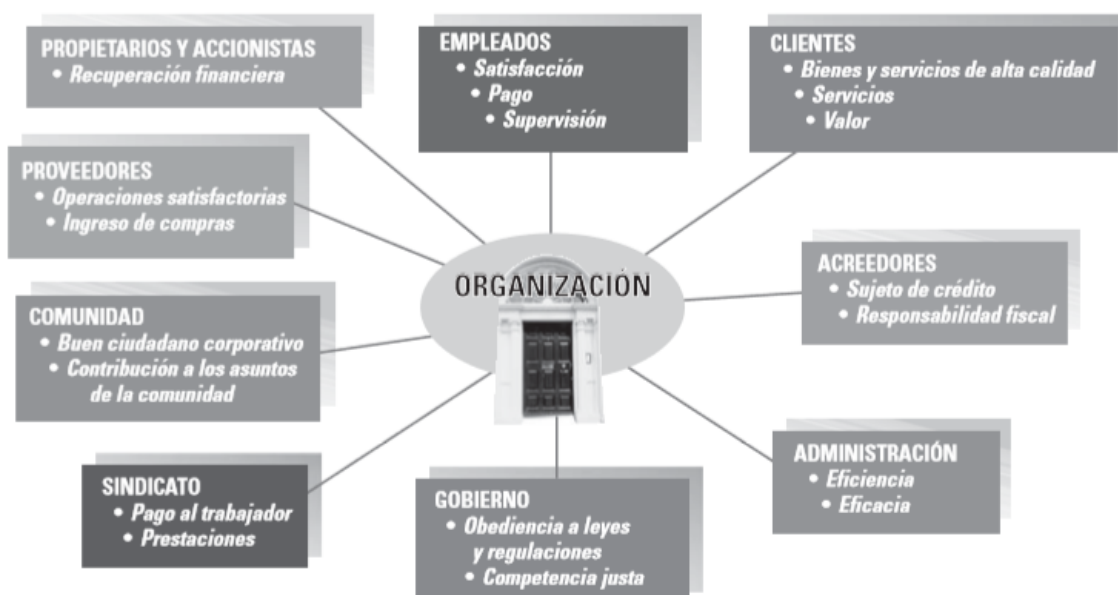 PROPIETARIOS Y ACCIONISTAS
• Recuperación financiera
EMPLEADOS
• Satisfacción
• Pago
• Supervisión
CLIENTES
• Bienes y servicios de alta calidad
• Servicios
• Valor
PROVEEDORES
• Operaciones satisfactorias
• Ingreso de compras
ORGANIZACIÓN
ACREEDORES
• Sujeto de crédito
• Responsabilidad fiscal
COMUNIDAD
• Buen ciudadano corporativo
• Contribución a los asuntos
de la comunidad
ADMINISTRACIÓN
• Eficiencia
• Eficacia
SINDICATO
• Pago al trabajador
• Prestaciones
GOBIERNO
• Obediencia a leyes
y regulaciones
• Competencia justa